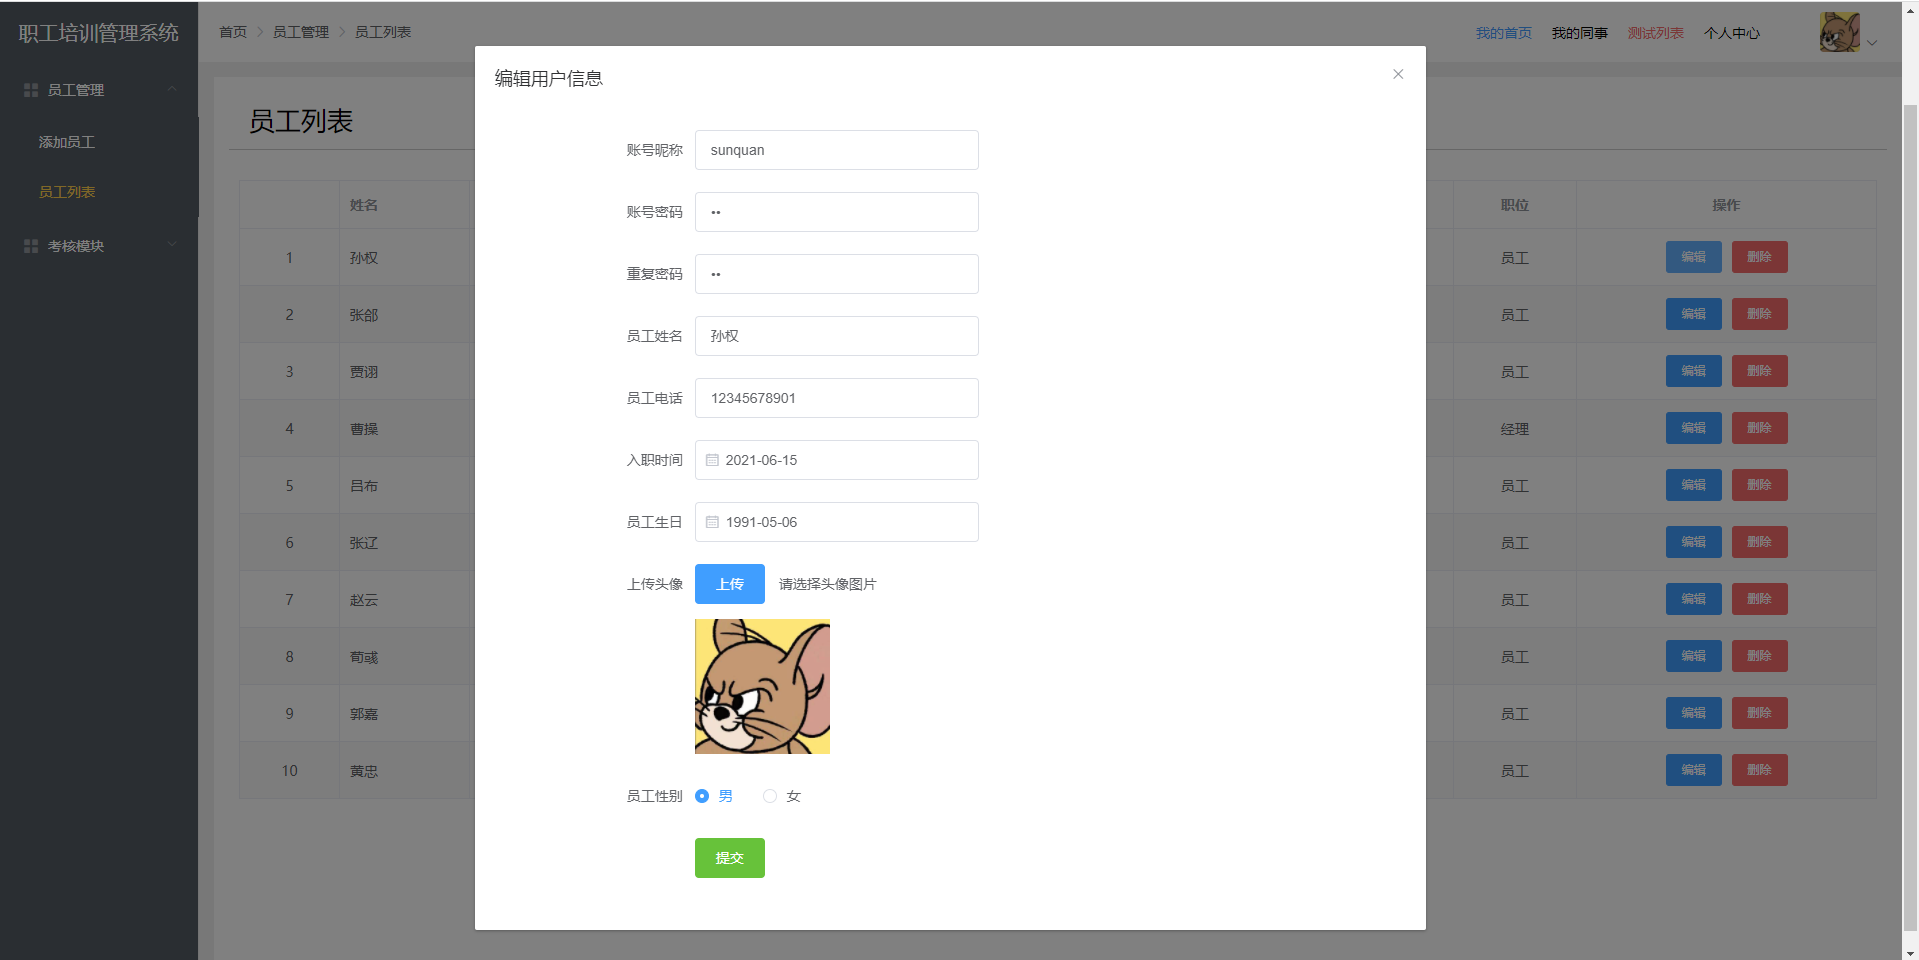 职工培训管理系统
首页 员工管理 员工列表
我的首页 我的同事 测试列表 个人中心
员工管理
添加员工
员工列表
考核模块
员工列表
姓名 职位 操作
1 孙权 员工 编辑 删除
2 张郃 员工 编辑 删除
3 贾诩 员工 编辑 删除
4 曹操 经理 编辑 删除
5 吕布 员工 编辑 删除
6 张辽 员工 编辑 删除
7 赵云 员工 编辑 删除
8 荀彧 员工 编辑 删除
9 郭嘉 员工 编辑 删除
10 黄忠 员工 编辑 删除
编辑用户信息
账号昵称 sunquan
账号密码 ••
重复密码 ••
员工姓名 孙权
员工电话 12345678901
入职时间 2021-06-15
员工生日 1991-05-06
上传头像 上传 请选择头像图片
员工性别 男 女
提交